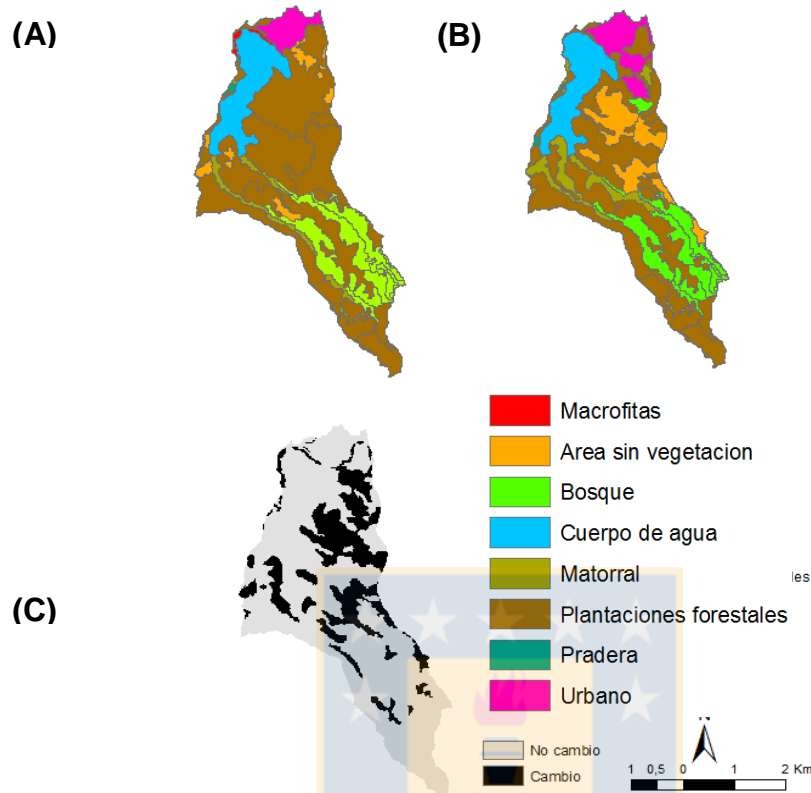 (A)
(B)
(C)
Macrofitas
Area sin vegetacion
Bosque
Cuerpo de agua
Matorral
les
Plantaciones forestales
Pradera
Urbano
No cambio
Cambio
N
1 0,5 0 1 2 Km